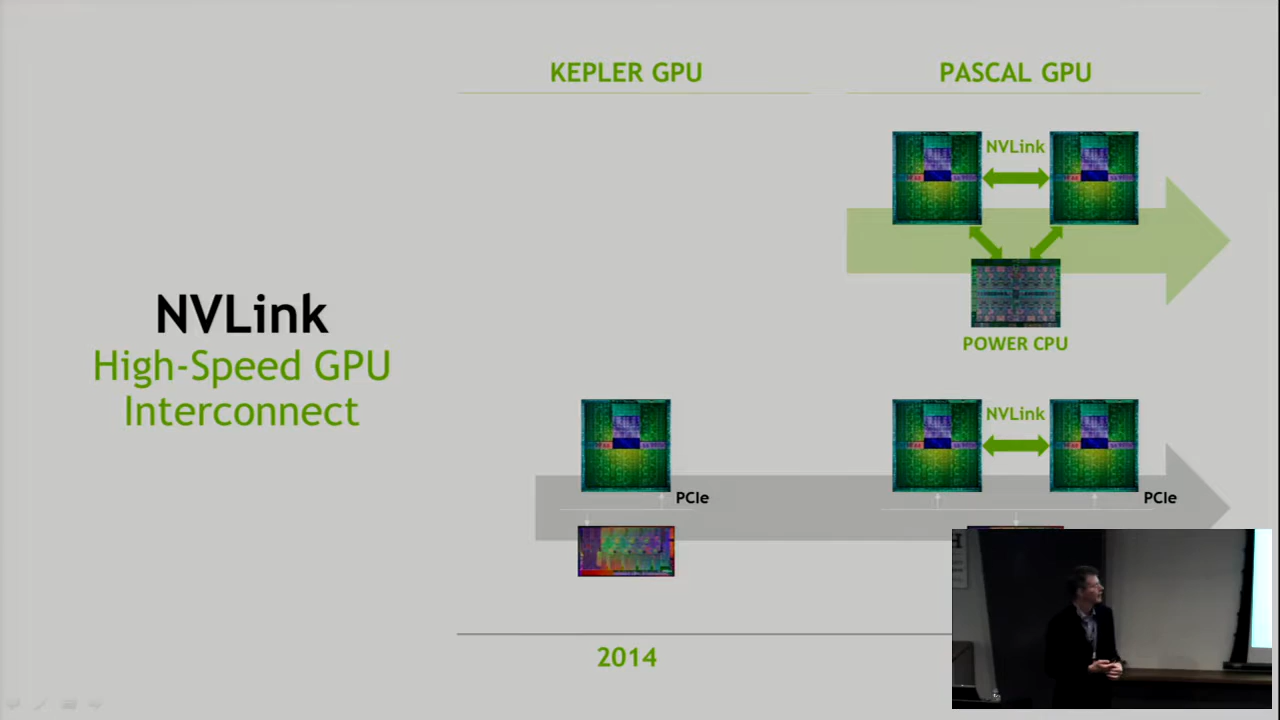 KEPLER GPU
PASCAL GPU
NVLink
POWER CPU
NVLink
High-Speed GPU
Interconnect
NVLink
PCIe
PCIe
2014